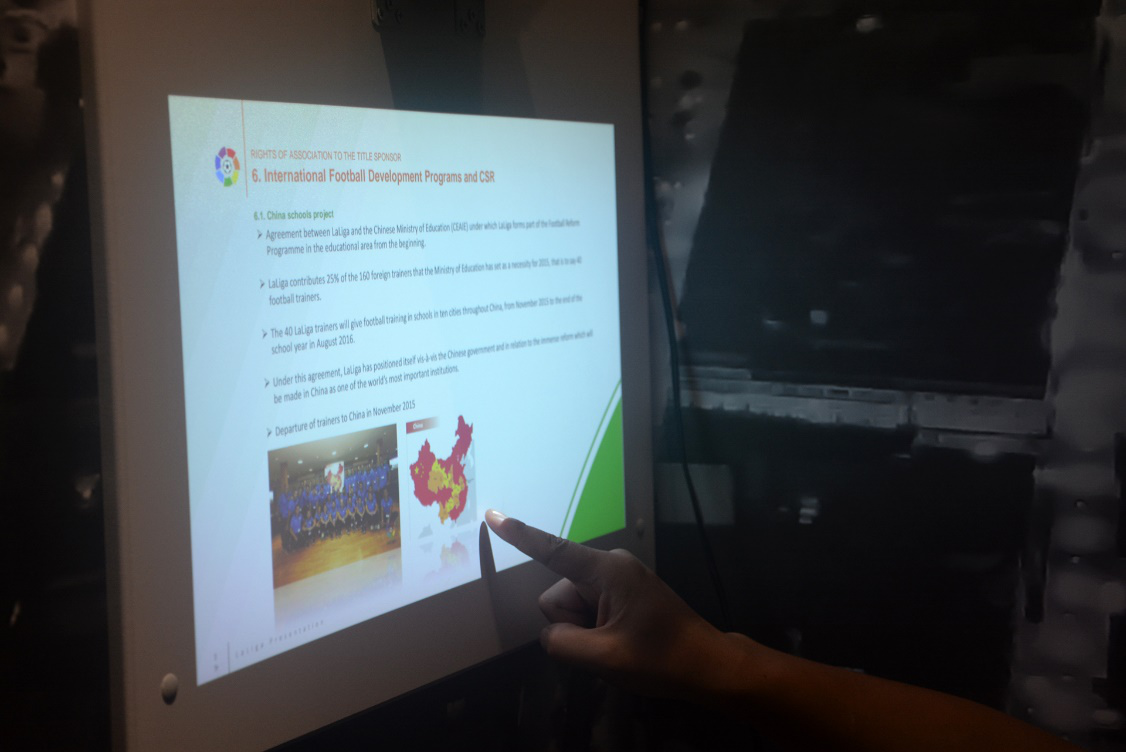 RIGHTS OF ASSOCIATION TO THE TITLE SPONSOR
6. International Football Development Programs and CSR
6.1. China schools project
➤ Agreement between LaLiga and the Chinese Ministry of Education (CEAIE) under which LaLiga forms part of the Football Reform
Programme in the educational area from the beginning.
➤ LaLiga contributes 25% of the 160 foreign trainers that the Ministry of Education has set as a necessity for 2015, that is to say 40
football trainers.
➤ The 40 LaLiga trainers will give football training in schools in ten cities throughout China, from November 2015 to the end of the
school year in August 2016.
➤ Under this agreement, LaLiga has positioned itself vis-à-vis the Chinese government and in relation to the immense reform which will
be made in China as one of the world's most important institutions.
➤ Departure of trainers to China in November 2015
China
LaLiga Presentation